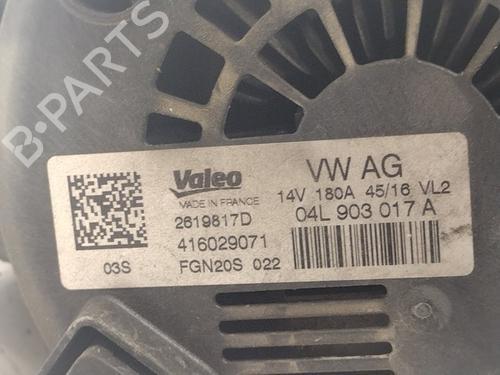 B-PARTS
Valeo
MADE IN FRANCE
2619817D
416029071
FGN20S 022
03S
VW AG
14V 180A 45/16 VL2
04L 903 017 A